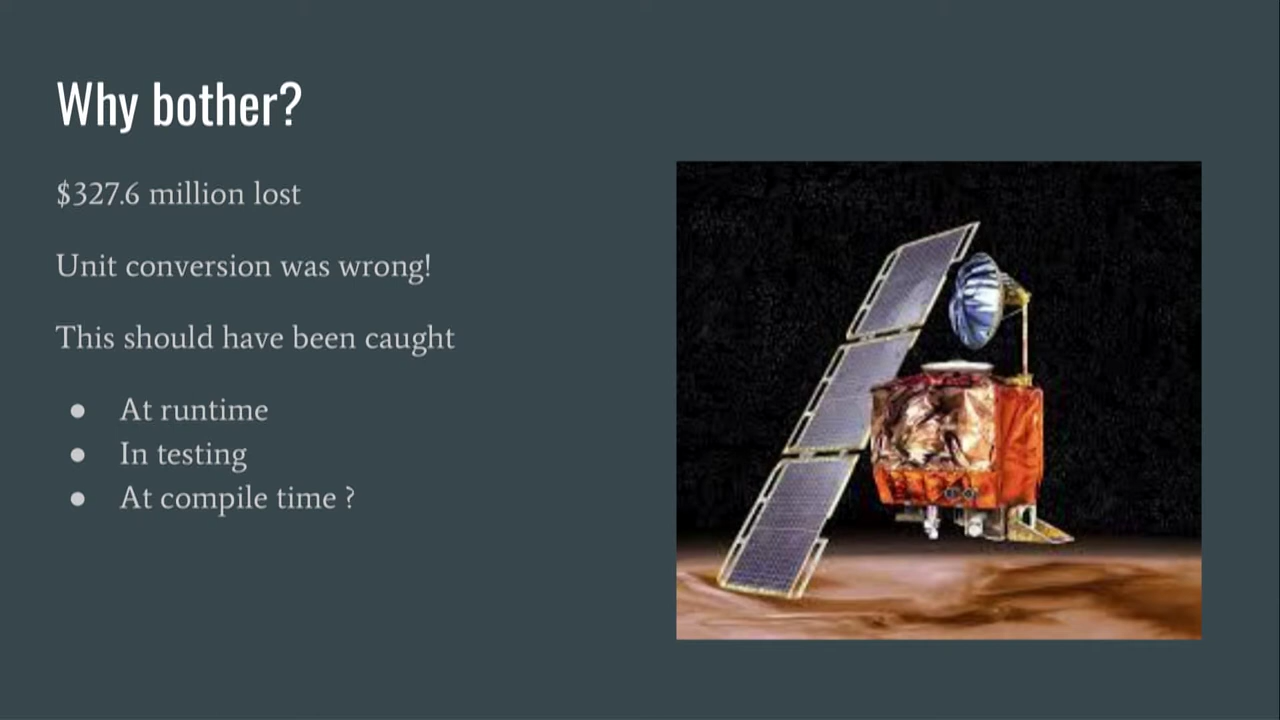 Why bother?
$327.6 million lost
Unit conversion was wrong!
This should have been caught
● At runtime
● In testing
● At compile time ?